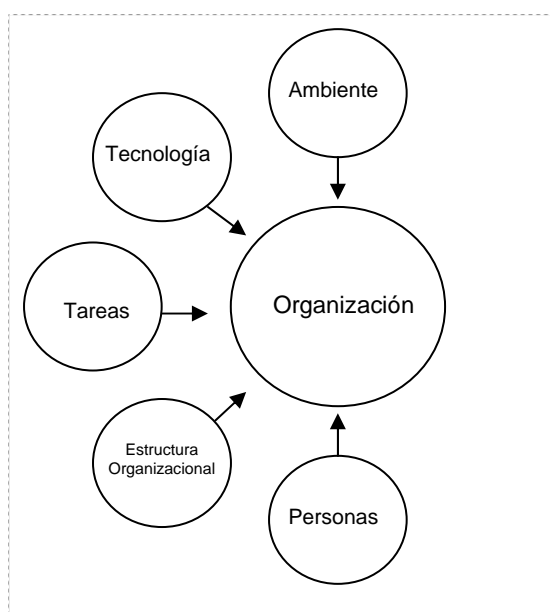 Ambiente
Tecnología
Organización
Tareas
Estructura
Organizacional
Personas